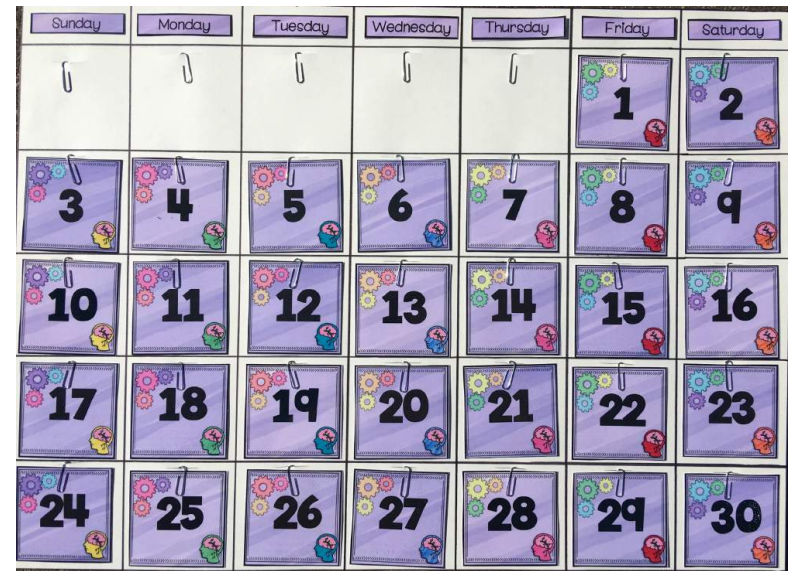 Sunday Monday Tuesday Wednesday Thursday Friday Saturday
1 2
3 4 5 6 7 8 9
10 11 12 13 14 15 16
17 18 19 20 21 22 23
24 25 26 27 28 29 30